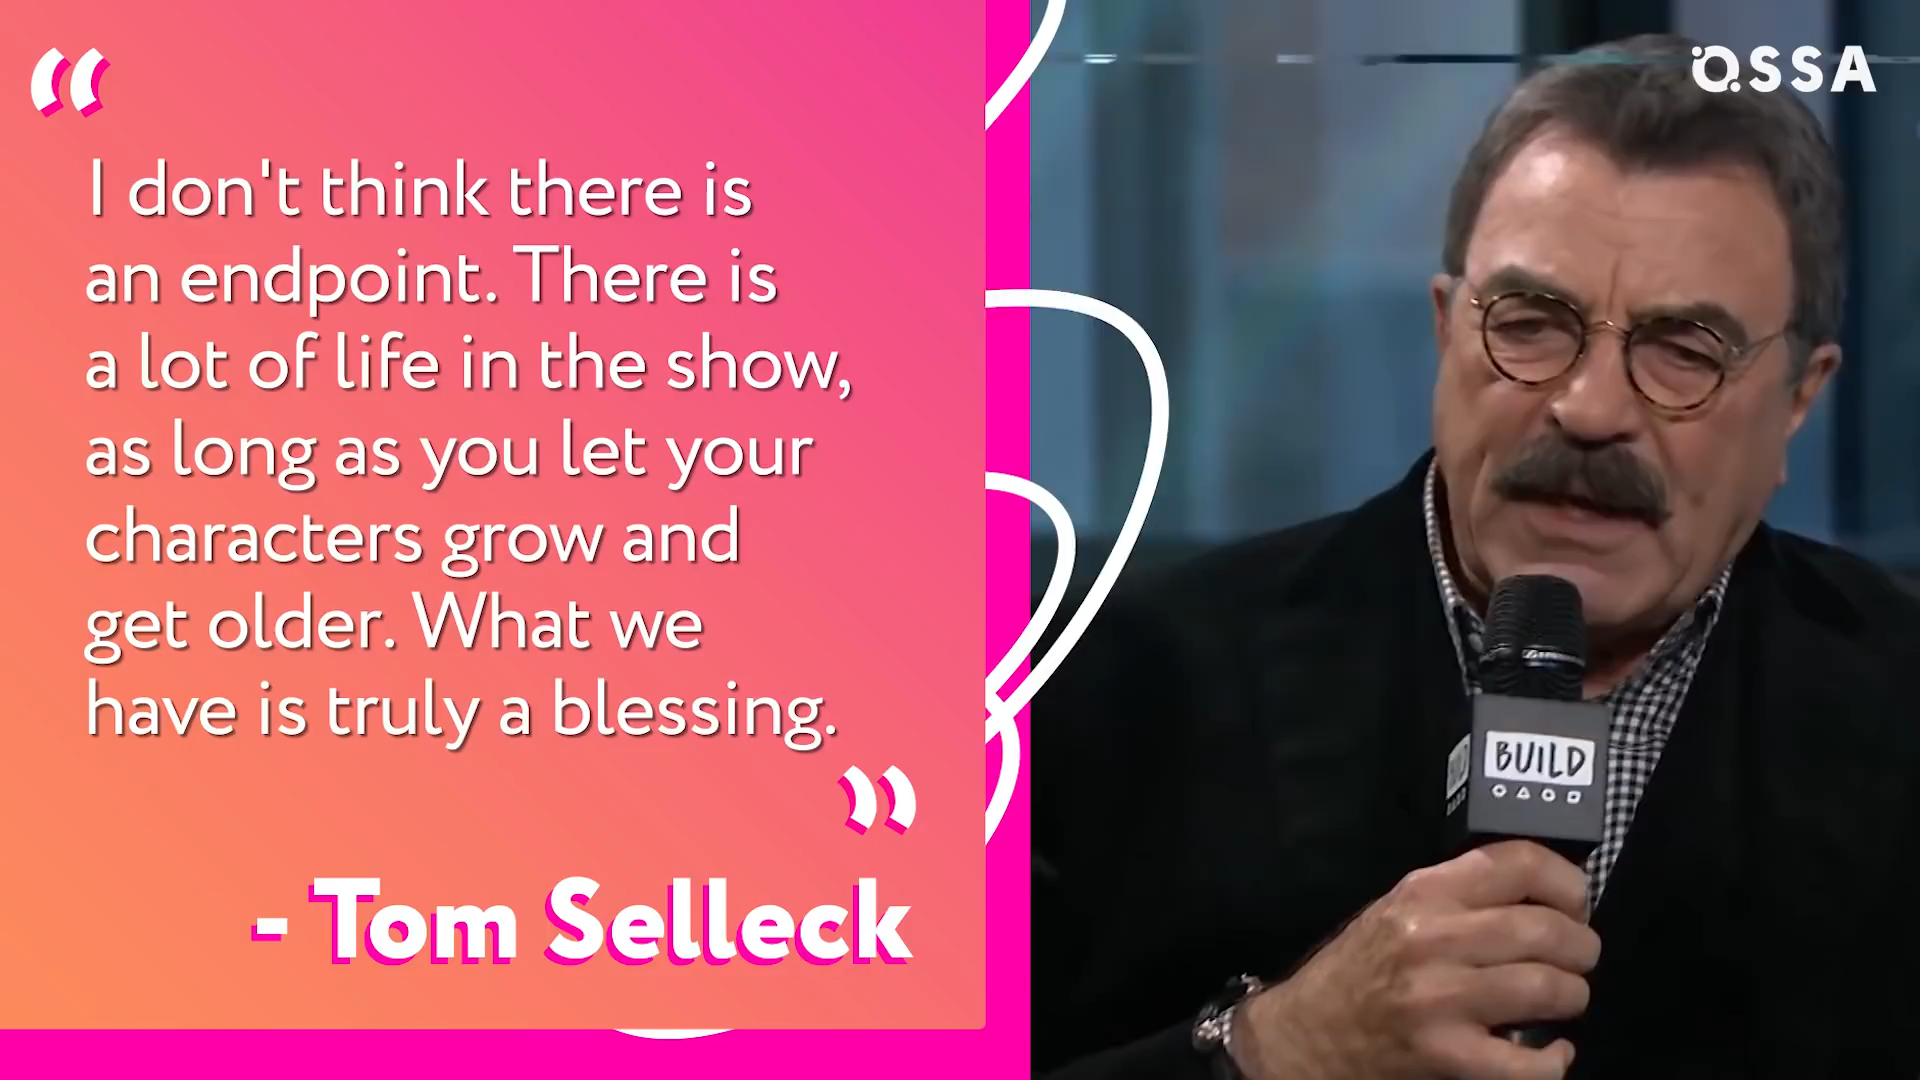 “
I don't think there is
an endpoint. There is
a lot of life in the show,
as long as you let your
characters grow and
get older. What we
have is truly a blessing.
”
- Tom Selleck
OSSA
BUILD